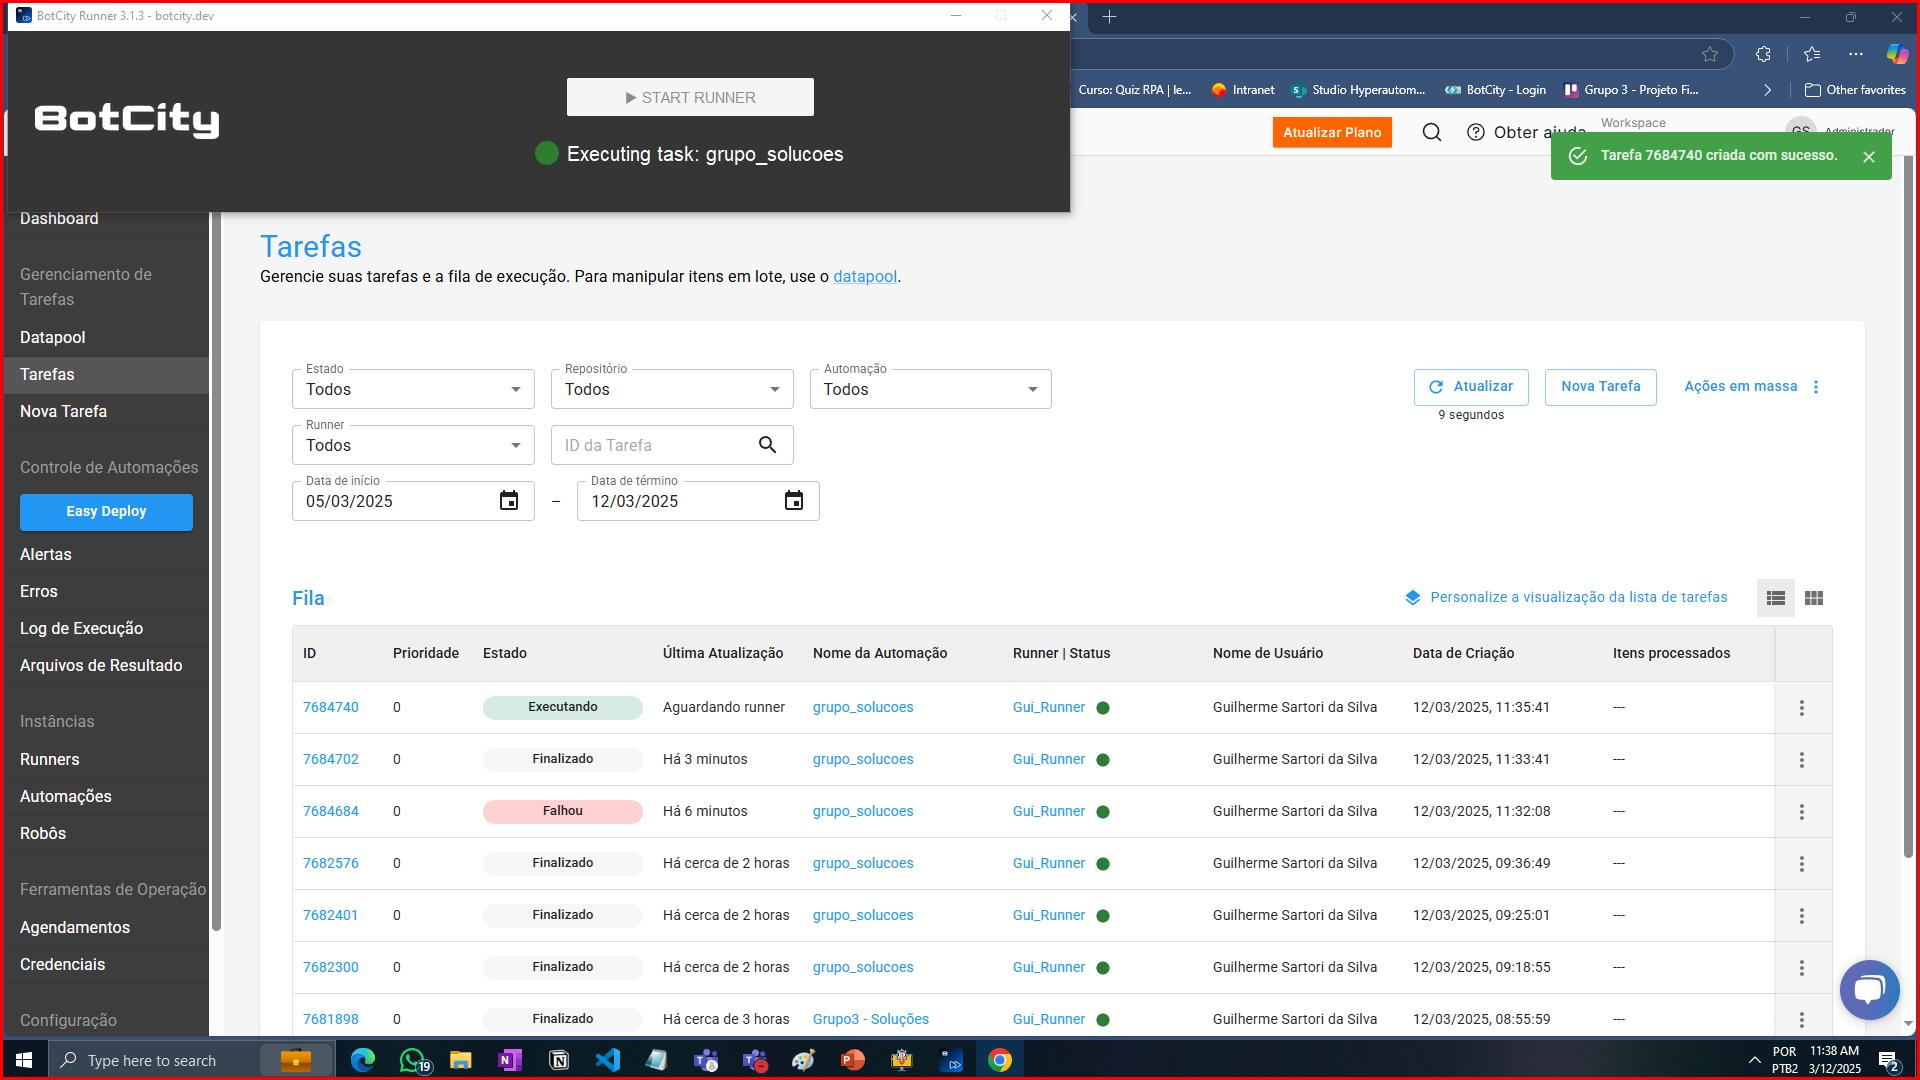 BotCity Runner 3.1.3 - botcity.dev
BotCity
START RUNNER
Executing task: grupo_solucoes
Curso: Quiz RPA | le...
Intranet
Studio Hyperautom...
BotCity - Login
Grupo 3 - Projeto Fi...
Other favorites
Atualizar Plano
Obter ajuda
Workspace
GS
Administrador
Tarefa 7684740 criada com sucesso.
Dashboard
Gerenciamento de
Tarefas
Datapool
Tarefas
Nova Tarefa
Controle de Automações
Easy Deploy
Alertas
Erros
Log de Execução
Arquivos de Resultado
Instâncias
Runners
Automações
Robôs
Ferramentas de Operação
Agendamentos
Credenciais
Configuração
Tarefas
Gerencie suas tarefas e a fila de execução. Para manipular itens em lote, use o datapool.
Estado
Todos
Repositório
Todos
Automação
Todos
Atualizar
9 segundos
Nova Tarefa
Ações em massa
Runner
Todos
ID da Tarefa
Data de início
05/03/2025
–
Data de término
12/03/2025
Fila
Personalize a visualização da lista de tarefas
ID Prioridade Estado Última Atualização Nome da Automação Runner | Status Nome de Usuário Data de Criação Itens processados
7684740 0 Executando Aguardando runner grupo_solucoes Gui_Runner Guilherme Sartori da Silva 12/03/2025, 11:35:41 ---
7684702 0 Finalizado Há 3 minutos grupo_solucoes Gui_Runner Guilherme Sartori da Silva 12/03/2025, 11:33:41 ---
7684684 0 Falhou Há 6 minutos grupo_solucoes Gui_Runner Guilherme Sartori da Silva 12/03/2025, 11:32:08 ---
7682576 0 Finalizado Há cerca de 2 horas grupo_solucoes Gui_Runner Guilherme Sartori da Silva 12/03/2025, 09:36:49 ---
7682401 0 Finalizado Há cerca de 2 horas grupo_solucoes Gui_Runner Guilherme Sartori da Silva 12/03/2025, 09:25:01 ---
7682300 0 Finalizado Há cerca de 2 horas grupo_solucoes Gui_Runner Guilherme Sartori da Silva 12/03/2025, 09:18:55 ---
7681898 0 Finalizado Há cerca de 3 horas Grupo3 - Soluções Gui_Runner Guilherme Sartori da Silva 12/03/2025, 08:55:59 ---
Type here to search
19
POR
PTB2
11:38 AM
3/12/2025
2